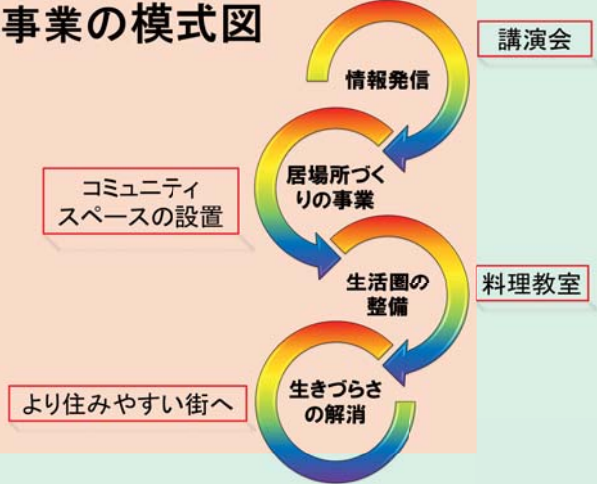 事業の模式図
講演会
情報発信
居場所づく
りの事業
コミュニティ
スペースの設置
生活圏の
整備
料理教室
生きづらさ
の解消
より住みやすい街へ